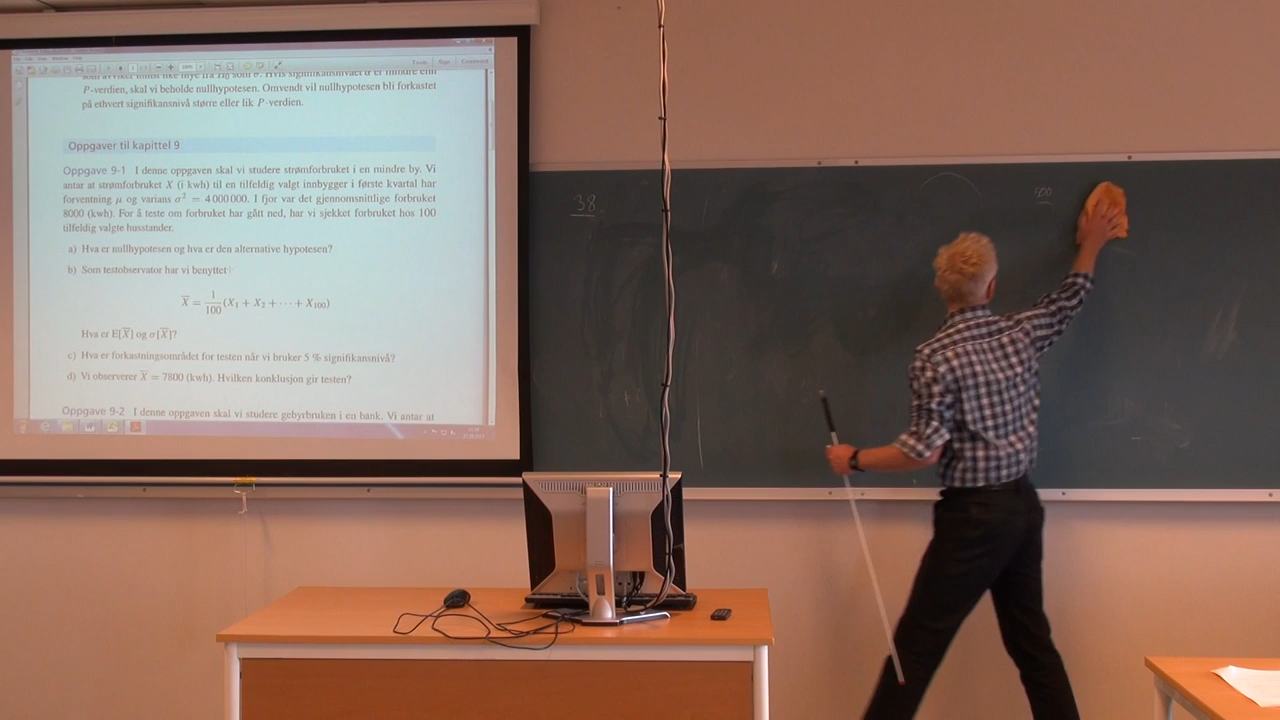 som avviker minst like mye fra
som
Hvis signifikansnivået α er mindre enn
P-verdien, skal vi beholde nullhypotesen. Omvendt vil nullhypotesen bli forkastet
på ethvert signifikansnivå større eller lik P-verdien.
Oppgaver til kapittel 9
Oppgave 9-1 I denne oppgaven skal vi studere strømforbruket i en mindre by. Vi
antar at strømforbruket X (i kwh) til en tilfeldig valgt innbygger i første kvartal har
forventning μ og varians σ² = 4 000 000. I fjor var det gjennomsnittlige forbruket
8000 (kwh). For å teste om forbruket har gått ned, har vi sjekket forbruket hos 100
tilfeldig valgte husstander.
a) Hva er nullhypotesen og hva er den alternative hypotesen?
b) Som testobservator har vi benyttet
X̄ = 1/100 (X₁ + X₂ + ··· + X₁₀₀)
Hva er E[X̄] og σ[X̄]?
c) Hva er forkastningsområdet for testen når vi bruker 5 % signifikansnivå?
d) Vi observerer X̄ = 7800 (kwh). Hvilken konklusjon gir testen?
Oppgave 9-2 I denne oppgaven skal vi studere gebyrbruken i en bank. Vi antar at
38